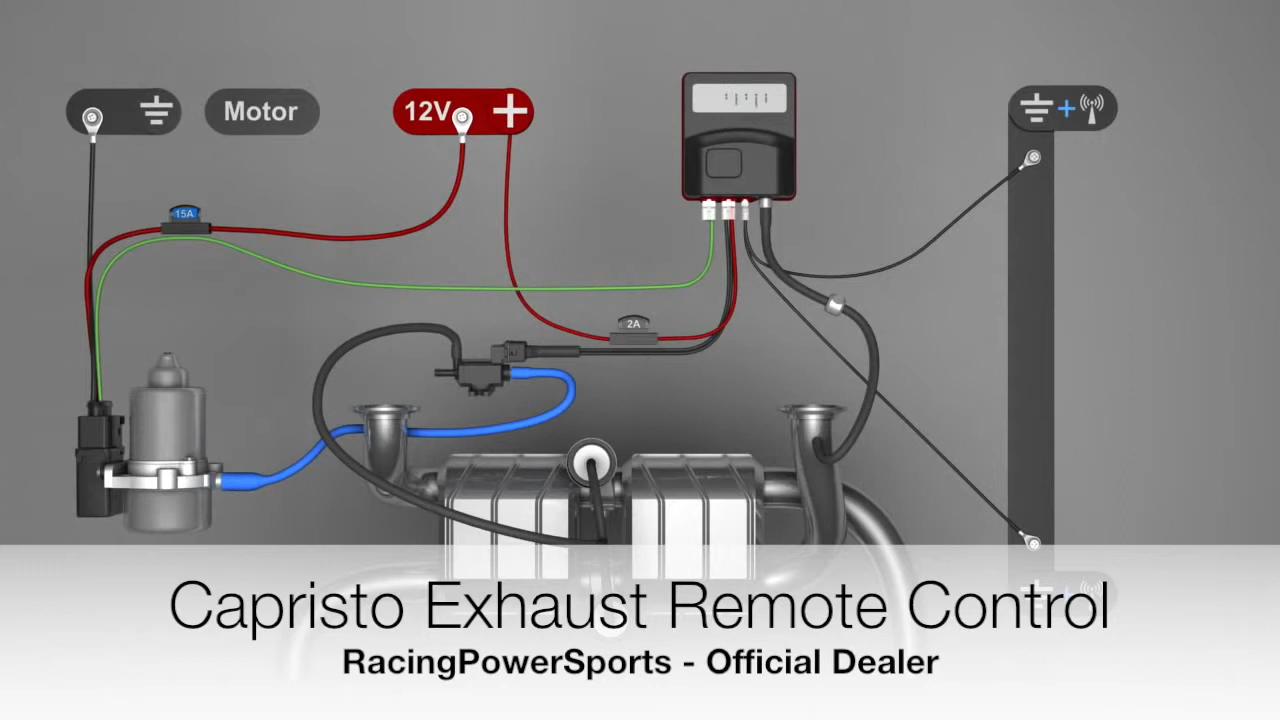 Motor
12V
15A
2A
Capristo Exhaust Remote Control
RacingPowerSports - Official Dealer